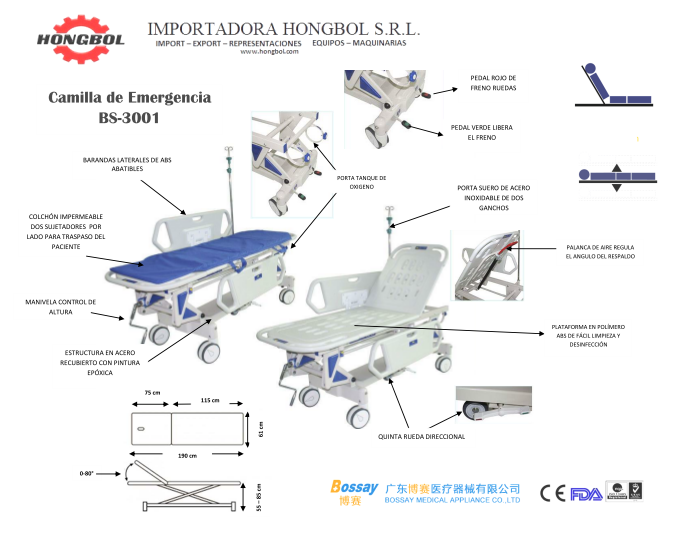 HONGBOL
IMPORTADORA HONGBOL S.R.L.
IMPORT – EXPORT – REPRESENTACIONES EQUIPOS – MAQUINARIAS
www.hongbol.com
Camilla de Emergencia
BS-3001
PEDAL ROJO DE
FRENO RUEDAS
PEDAL VERDE LIBERA
EL FRENO
BARANDAS LATERALES DE ABS
ABATIBLES
PORTA TANQUE DE
OXIGENO
PORTA SUERO DE ACERO
INOXIDABLE DE DOS
GANCHOS
COLCHÓN IMPERMEABLE
DOS SUJETADORES POR
LADO PARA TRASPASO DEL
PACIENTE
PALANCA DE AIRE REGULA
EL ANGULO DEL RESPALDO
MANIVELA CONTROL DE
ALTURA
PLATAFORMA EN POLÍMERO
ABS DE FÁCIL LIMPIEZA Y
DESINFECCIÓN
ESTRUCTURA EN ACERO
RECUBIERTO CON PINTURA
EPÓXICA
QUINTA RUEDA DIRECCIONAL
75 cm
115 cm
61 cm
190 cm
0-80°
55 – 85 cm
Bossay
博赛
广东博赛医疗器械有限公司
BOSSAY MEDICAL APPLIANCE CO.,LTD
CE FDA